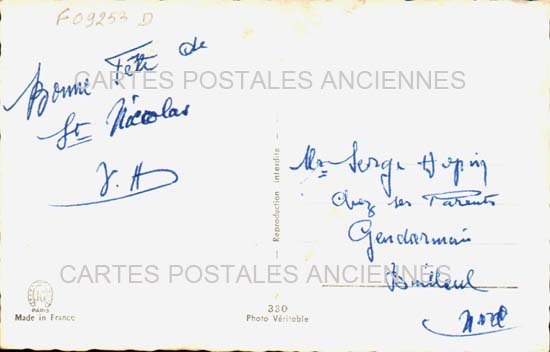 F09253 D
Bonne Fête de
St Niccolas
J. H
CARTES POSTALES ANCIENNES
Reproduction interdite
Mr Serge
Chez ses Parents
Gendarmerie
Nord
CARTES POSTALES ANCIENNES
PARIS
Made in France
330
Photo Véritable